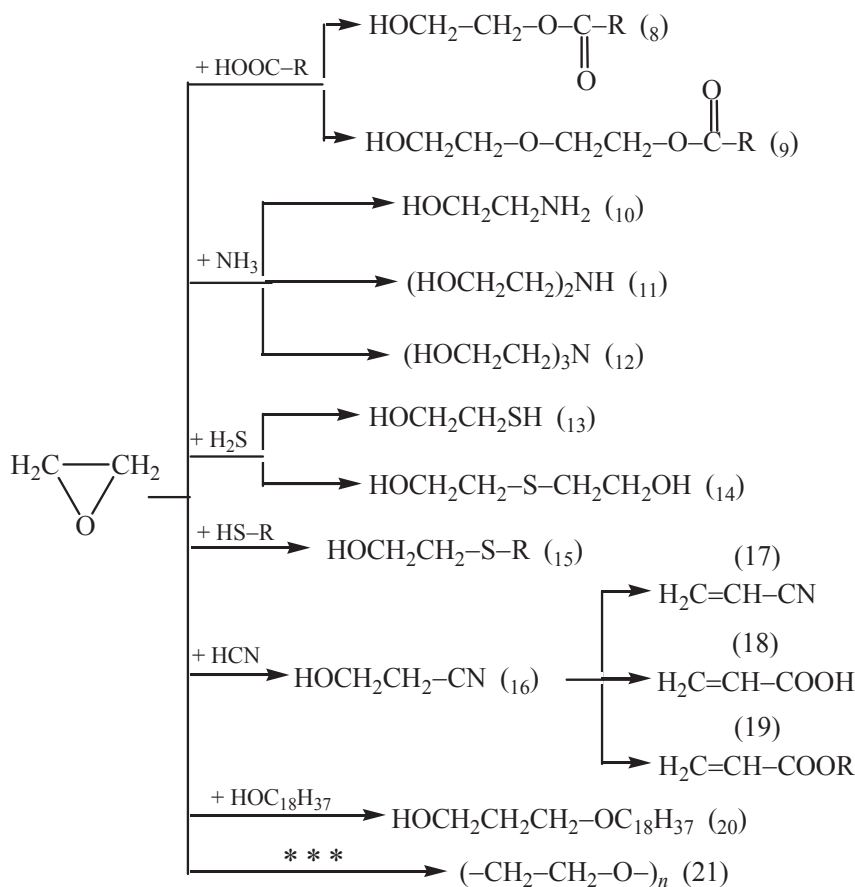 HOCH₂–CH₂–O–C–R (8)
+ HOOC–R
O
O
HOCH₂CH₂–O–CH₂CH₂–O–C–R (9)
HOCH₂CH₂NH₂ (10)
+ NH₃
(HOCH₂CH₂)₂NH (11)
(HOCH₂CH₂)₃N (12)
HOCH₂CH₂SH (13)
+ H₂S
H₂C CH₂
HOCH₂CH₂–S–CH₂CH₂OH (14)
O
+ HS–R
HOCH₂CH₂–S–R (15)
(17)
H₂C=CH–CN
+ HCN
HOCH₂CH₂–CN (16)
(18)
H₂C=CH–COOH
(19)
H₂C=CH–COOR
+ HOC₁₈H₃₇
HOCH₂CH₂CH₂–OC₁₈H₃₇ (20)
* * *
(–CH₂–CH₂–O–)ₙ (21)